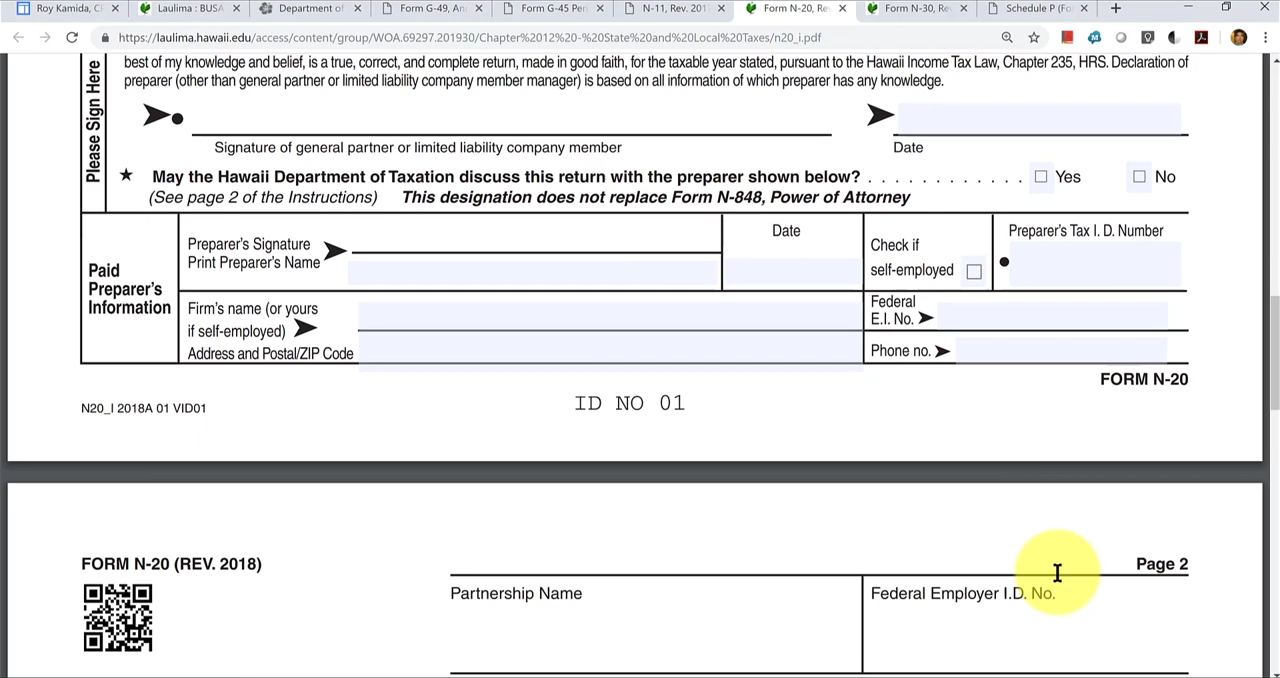 Roy Kamida, CF
Laulima : BUSA
Department of
Form G-49, An
Form G-45 Per
N-11, Rev. 201
Form N-20, Re
Form N-30, Re
Schedule P (Fo
https://laulima.hawaii.edu/access/content/group/WOA.69297.201930/Chapter%2012%20-%20State%20and%20Local%20Taxes/n20_i.pdf
Please Sign Here
best of my knowledge and belief, is a true, correct, and complete return, made in good faith, for the taxable year stated, pursuant to the Hawaii Income Tax Law, Chapter 235, HRS. Declaration of
preparer (other than general partner or limited liability company member manager) is based on all information of which preparer has any knowledge.
Signature of general partner or limited liability company member
Date
★ May the Hawaii Department of Taxation discuss this return with the preparer shown below? . . . . . . . . . . . . Yes No
(See page 2 of the Instructions) This designation does not replace Form N-848, Power of Attorney
Paid
Preparer's
Information
Preparer's Signature
Print Preparer's Name
Date
Check if
self-employed
Preparer's Tax I. D. Number
Firm's name (or yours
if self-employed)
Address and Postal/ZIP Code
Federal
E.I. No.
Phone no.
FORM N-20
N20_I 2018A 01 VID01
ID NO 01
FORM N-20 (REV. 2018)
Page 2
Partnership Name
Federal Employer I.D. No.